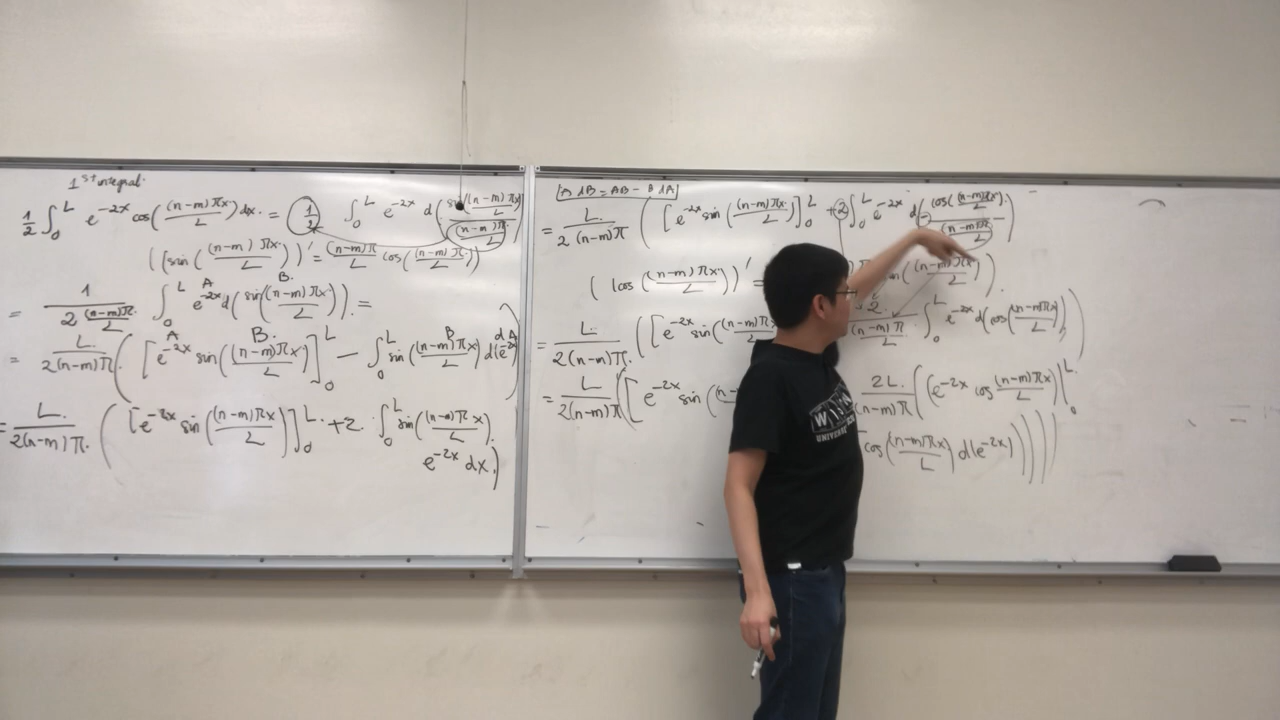 1st integral.
1/2 ∫_0^L e^{-2x} cos((n-m)πx/L) dx. = (1/2) ∫_0^L e^{-2x} d(sin((n-m)πx/L)/((n-m)π/L))
(sin((n-m)πx/L))' = (n-m)π/L cos((n-m)πx/L)
= 1/(2(n-m)π/L) ∫_0^L e^{-2x} d(sin((n-m)πx/L)) =
A B.
= L./(2(n-m)π) ([e^{-2x} sin((n-m)πx/L)]_0^L - ∫_0^L sin((n-m)πx/L) d(e^{-2x}))
A B. B dA
= L./(2(n-m)π.) ([e^{-2x} sin((n-m)πx/L)]_0^L +2. ∫_0^L sin((n-m)πx/L).
e^{-2x} dx.)
∫A dB = AB - ∫B dA
= L./(2(n-m)π) ([e^{-2x} sin((n-m)πx/L)]_0^L + 2 ∫_0^L e^{-2x} d(- cos((n-m)πx/L)/((n-m)π/L))
(cos((n-m)πx/L))' = sin((n-m)πx/L)).
= L./(2(n-m)π. ([e^{-2x} sin((n-m)πx 2. /((n-m)π/L) ∫_0^L e^{-2x} d(cos((n-m)πx/L)))
= L/(2(n-m)π ([e^{-2x} sin((n- 2L./((n-m)π) ((e^{-2x} cos((n-m)πx/L)|_0^L
cos((n-m)πx/L) d(e^{-2x}))))
UNIVERSI